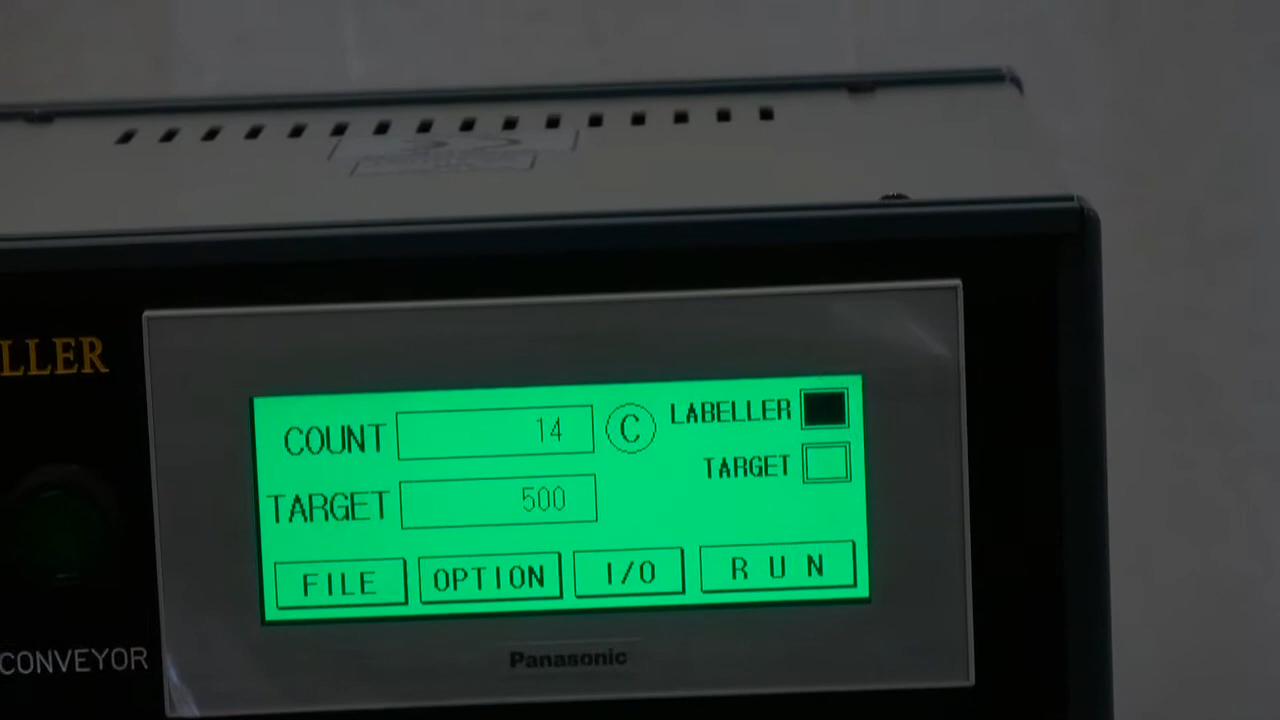 LLER
COUNT 14 C LABELLER
TARGET
TARGET 500
FILE OPTION I/O R U N
CONVEYOR
Panasonic